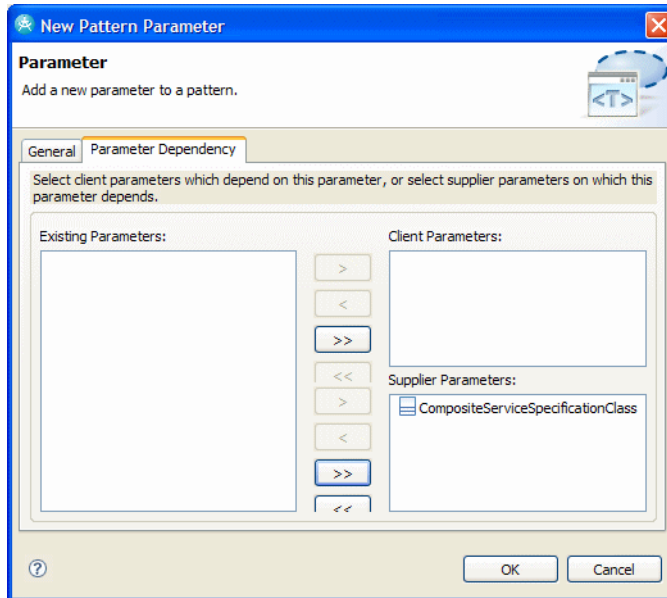 New Pattern Parameter
Parameter
Add a new parameter to a pattern.
<T>
General Parameter Dependency
Select client parameters which depend on this parameter, or select supplier parameters on which this
parameter depends.
Existing Parameters:
Client Parameters:
>
<
>>
<<
Supplier Parameters:
CompositeServiceSpecificationClass
>
<
>>
<<
?
OK
Cancel